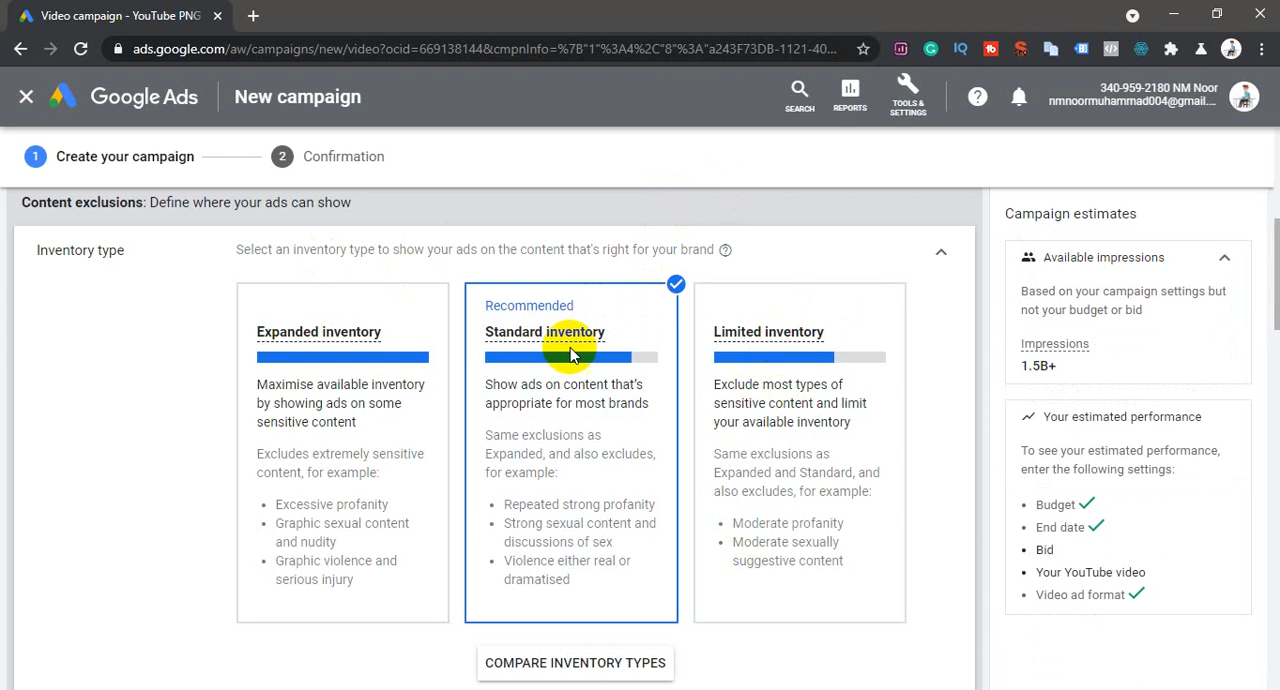 Video campaign - YouTube PNG
ads.google.com/aw/campaigns/new/video?ocid=669138144&cmpnInfo=%7B"1"%3A4%2C"8"%3A"a243F73DB-1121-40...
Google Ads
New campaign
SEARCH
REPORTS
TOOLS & SETTINGS
340-959-2180 NM Noor
nmnoormuhammad004@gmail....
1 Create your campaign
2 Confirmation
Content exclusions: Define where your ads can show
Inventory type
Select an inventory type to show your ads on the content that's right for your brand
Expanded inventory
Maximise available inventory
by showing ads on some
sensitive content
Excludes extremely sensitive
content, for example:
• Excessive profanity
• Graphic sexual content
and nudity
• Graphic violence and
serious injury
Recommended
Standard inventory
Show ads on content that's
appropriate for most brands
Same exclusions as
Expanded, and also excludes,
for example:
• Repeated strong profanity
• Strong sexual content and
discussions of sex
• Violence either real or
dramatised
Limited inventory
Exclude most types of
sensitive content and limit
your available inventory
Same exclusions as
Expanded and Standard, and
also excludes, for example:
• Moderate profanity
• Moderate sexually
suggestive content
COMPARE INVENTORY TYPES
Campaign estimates
Available impressions
Based on your campaign settings but
not your budget or bid
Impressions
1.5B+
Your estimated performance
To see your estimated performance,
enter the following settings:
• Budget
• End date
• Bid
• Your YouTube video
• Video ad format